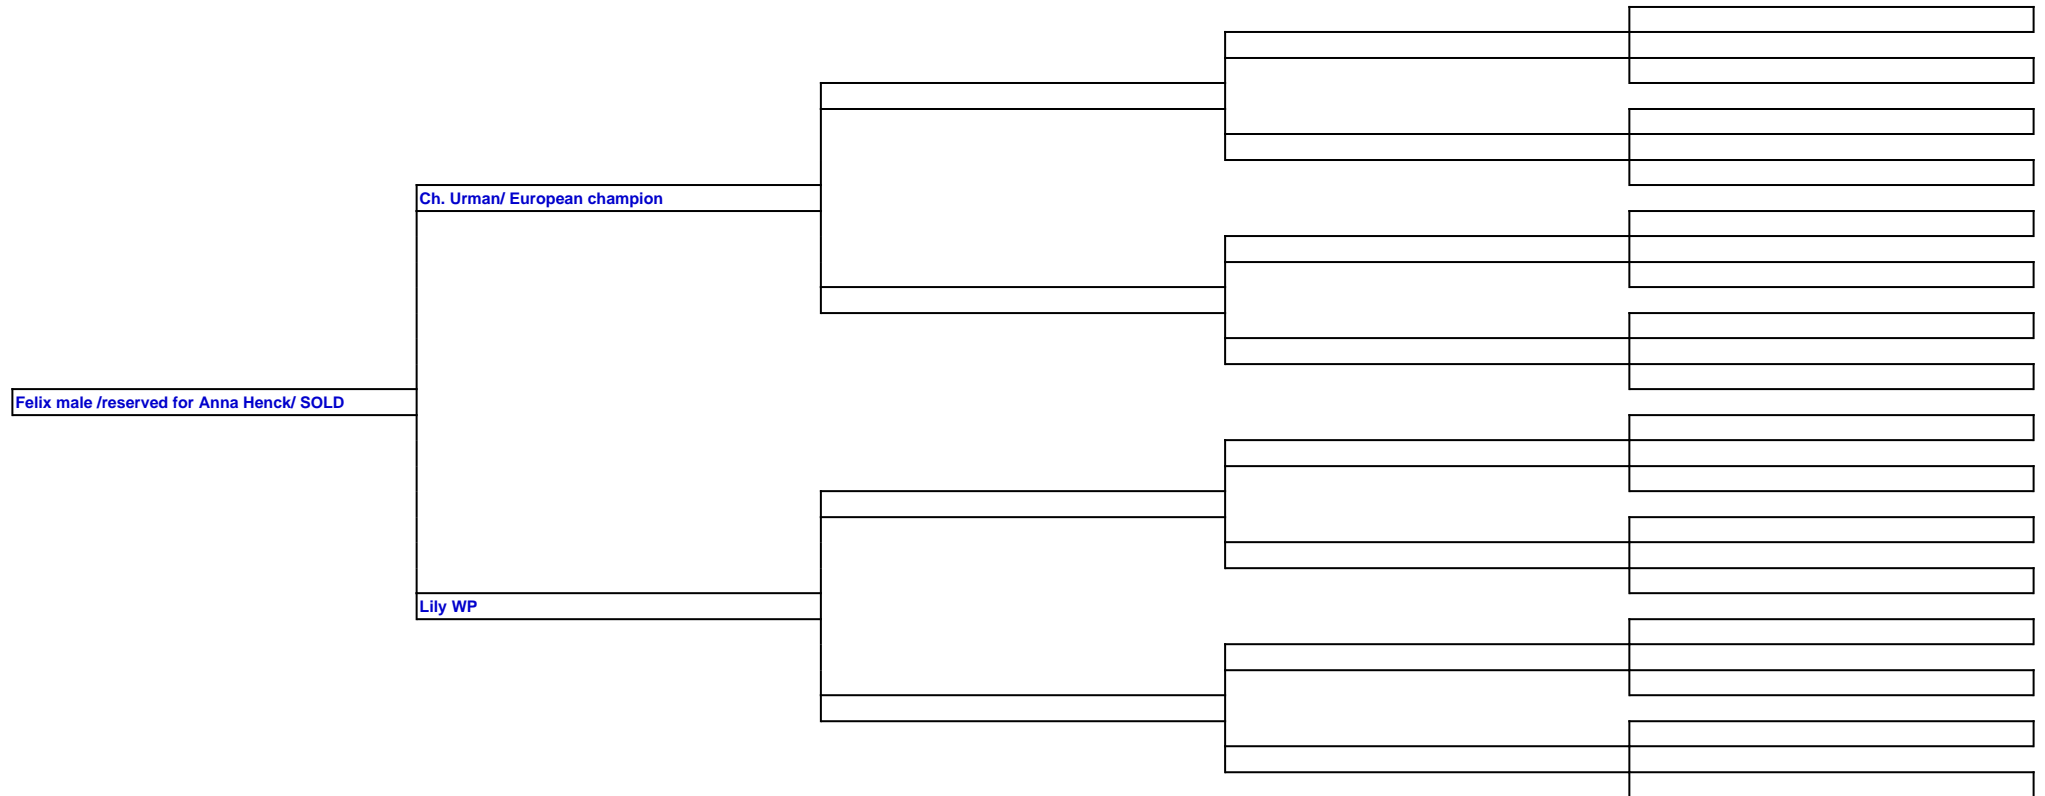 Ch. Urman/ European champion
Felix male /reserved for Anna Henck/ SOLD
Lily WP